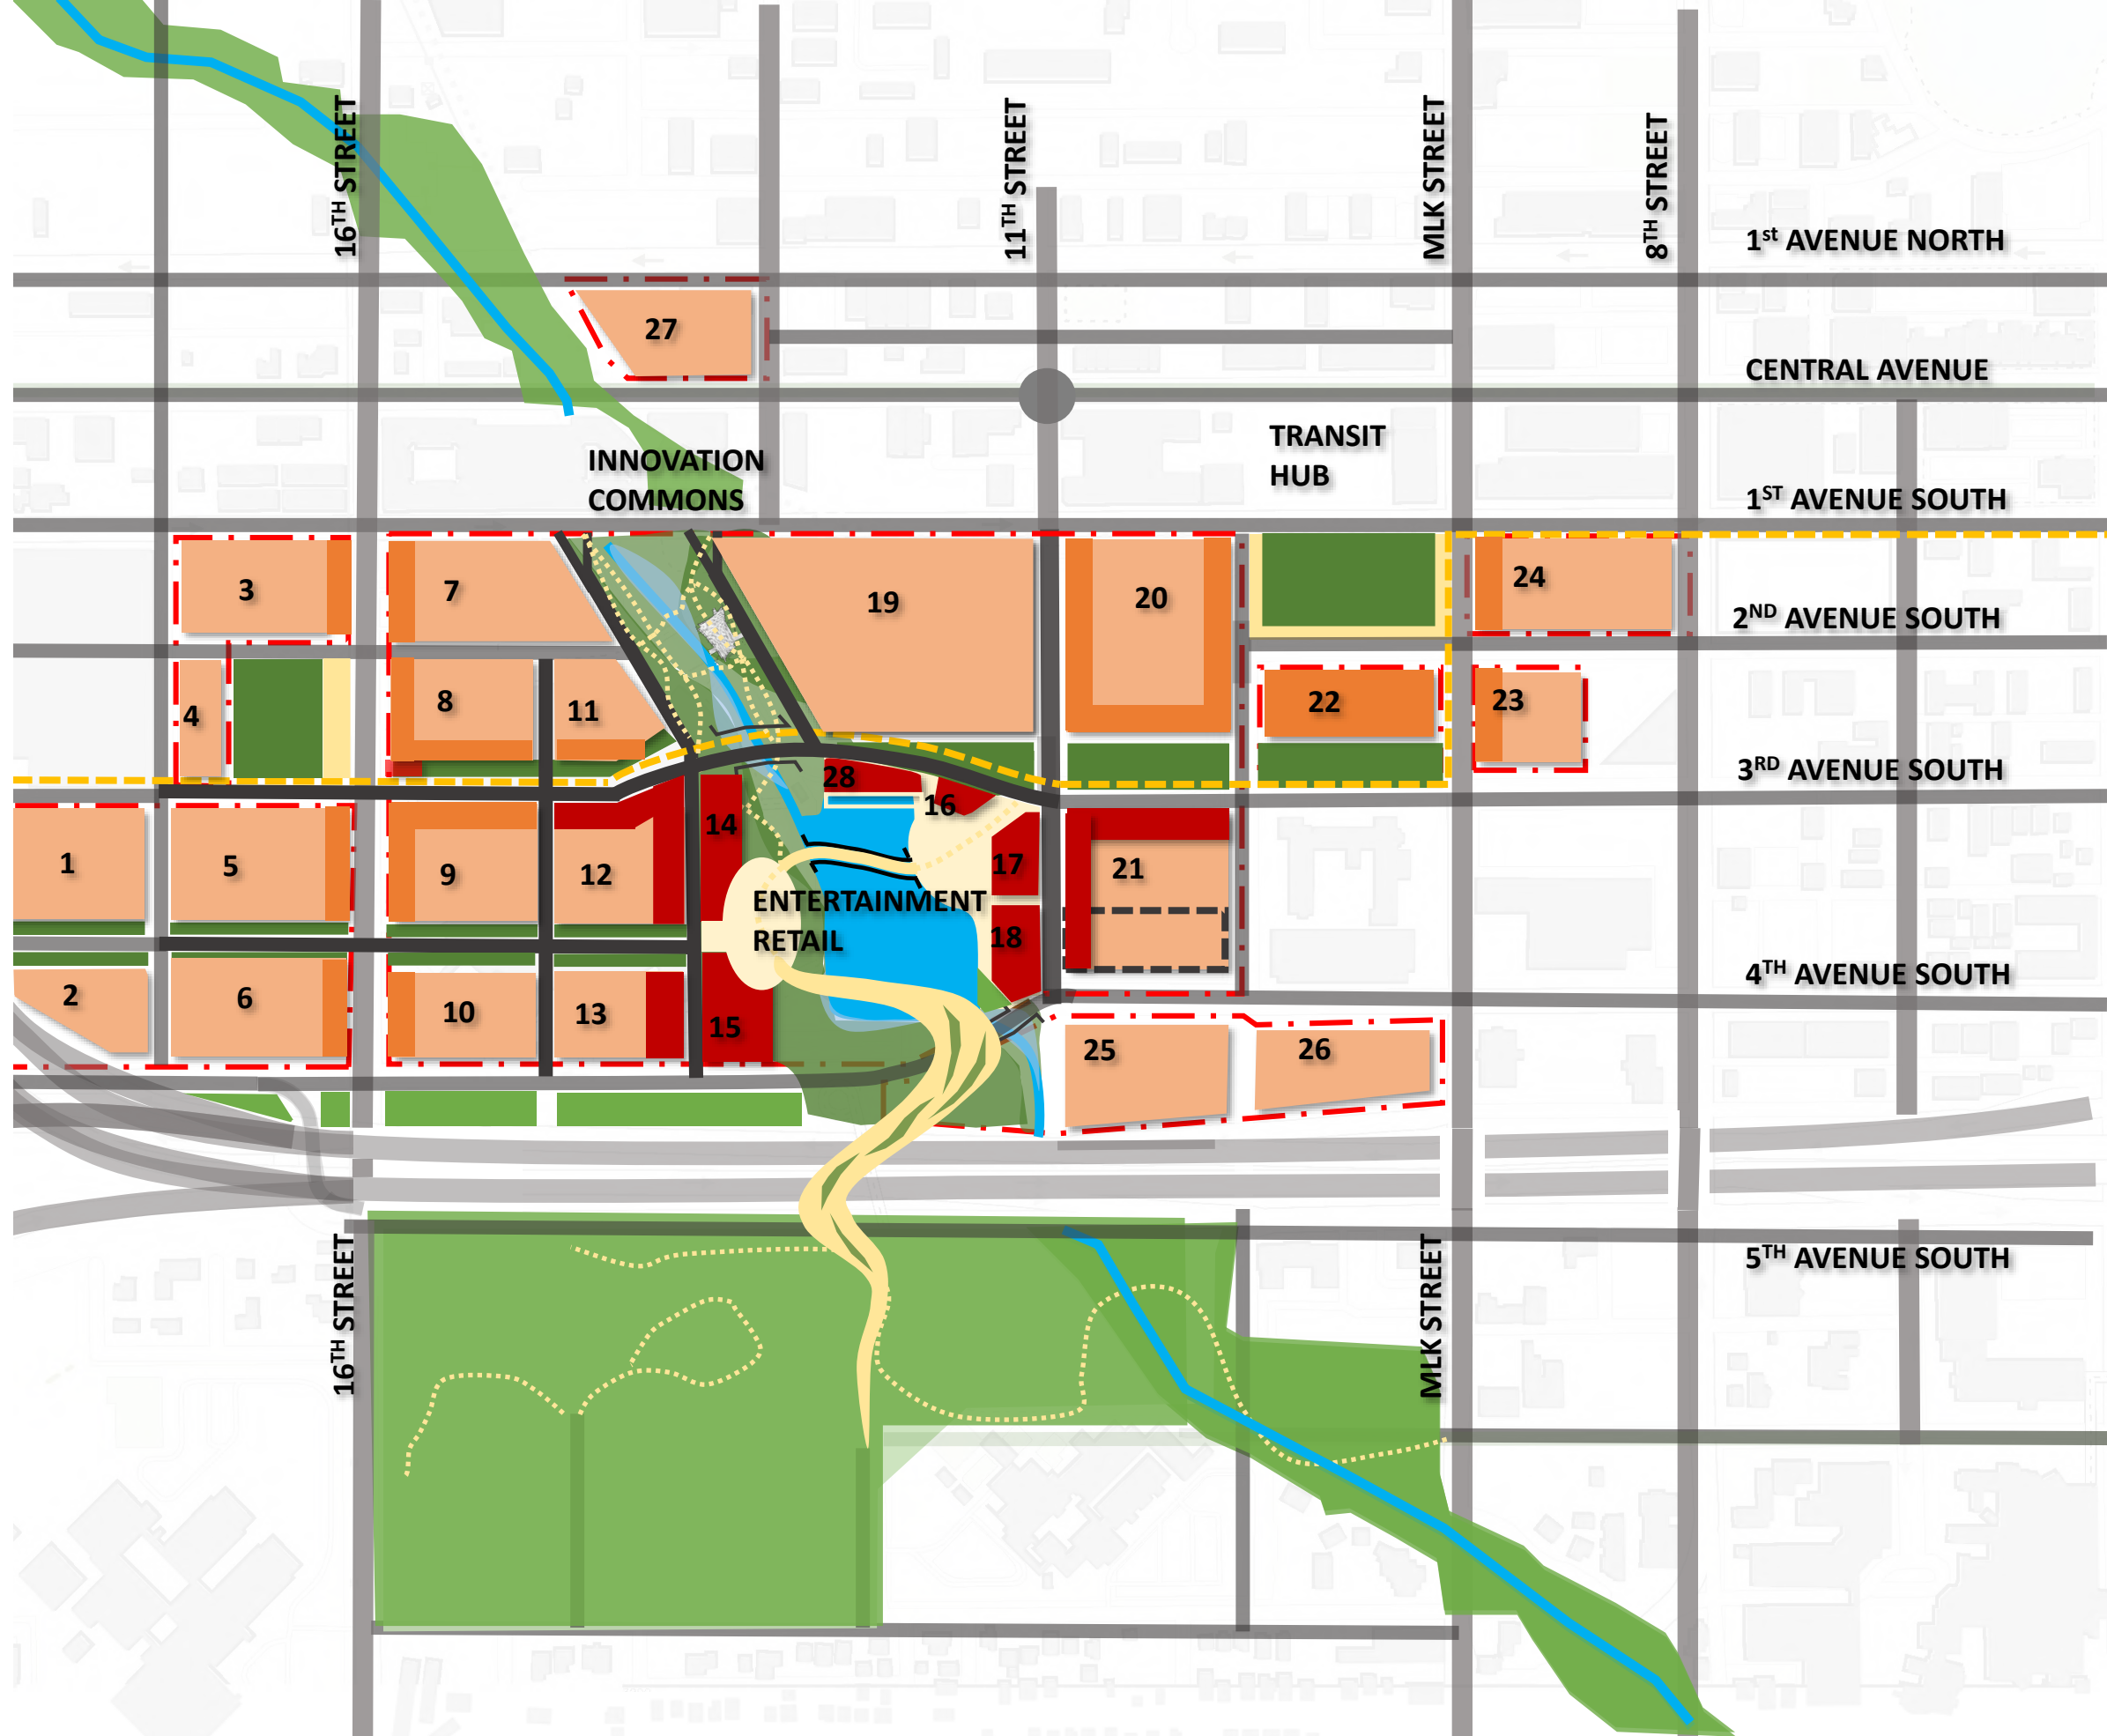 16TH STREET
11TH STREET
MLK STREET
8TH STREET
1st AVENUE NORTH
27
CENTRAL AVENUE
TRANSIT
HUB
INNOVATION
COMMONS
1ST AVENUE SOUTH
3
7
19
20
24
2ND AVENUE SOUTH
4
8
11
22
23
28
16
3RD AVENUE SOUTH
1
5
9
12
14
17
21
ENTERTAINMENT
RETAIL
18
4TH AVENUE SOUTH
2
6
10
13
15
25
26
5TH AVENUE SOUTH
16TH STREET
MLK STREET